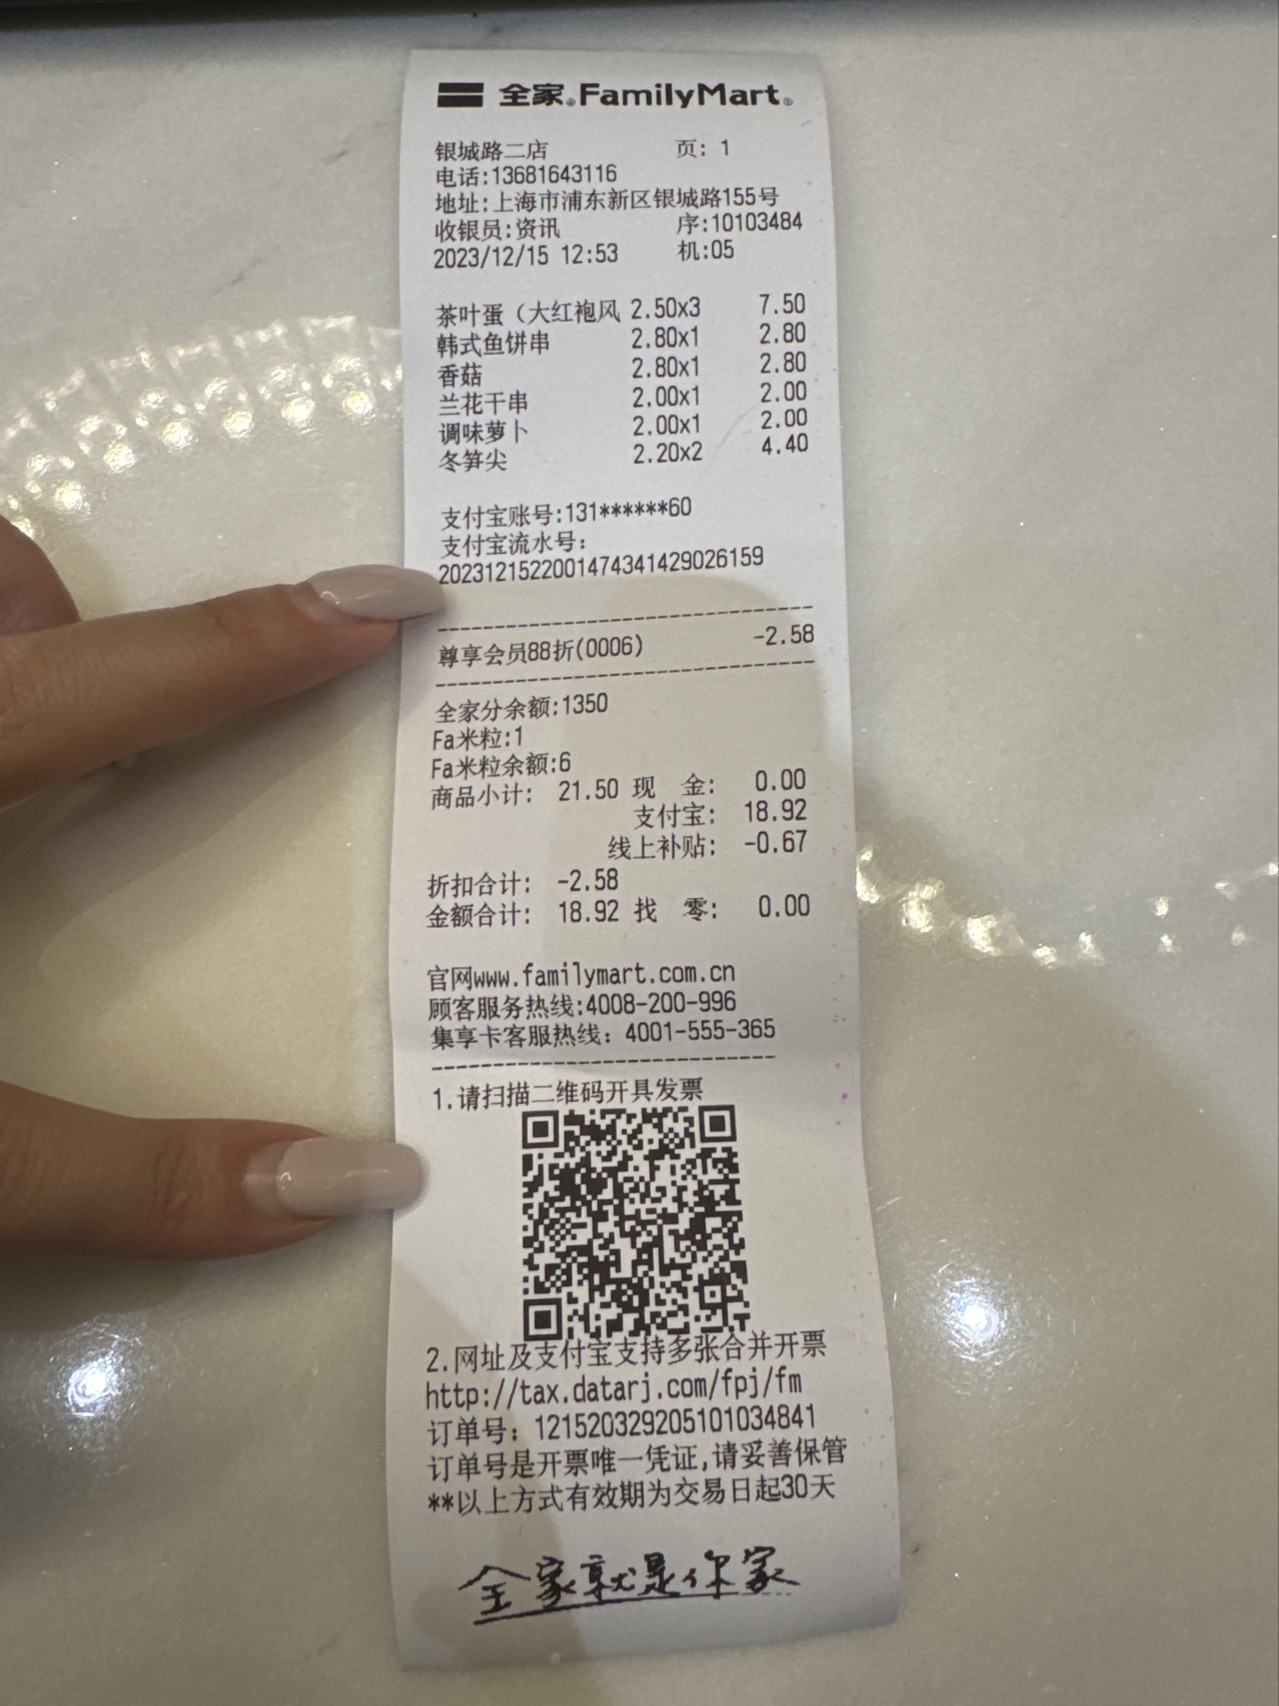 全家®FamilyMart®
银城路二店 页: 1
电话:13681643116
地址:上海市浦东新区银城路155号
收银员:资讯 序:10103484
2023/12/15 12:53 机:05
茶叶蛋（大红袍风 2.50x3 7.50
韩式鱼饼串 2.80x1 2.80
香菇 2.80x1 2.80
兰花干串 2.00x1 2.00
调味萝卜 2.00x1 2.00
冬笋尖 2.20x2 4.40
支付宝账号:131******60
支付宝流水号:
2023121522001474341429026159
--------------------------------
尊享会员88折(0006) -2.58
--------------------------------
全家分余额:1350
Fa米粒:1
Fa米粒余额:6
商品小计: 21.50 现 金: 0.00
支付宝: 18.92
线上补贴: -0.67
折扣合计: -2.58
金额合计: 18.92 找 零: 0.00
官网www.familymart.com.cn
顾客服务热线:4008-200-996
集享卡客服热线: 4001-555-365
--------------------------------
1.请扫描二维码开具发票
2.网址及支付宝支持多张合并开票
http://tax.datarj.com/fpj/fm
订单号: 121520329205101034841
订单号是开票唯一凭证,请妥善保管
**以上方式有效期为交易日起30天
全家就是你家